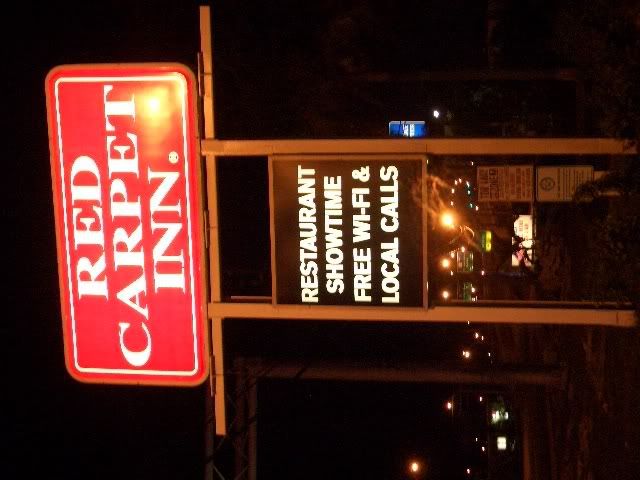 RED
CARPET
INN.
RESTAURANT
SHOWTIME
FREE WI-FI &
LOCAL CALLS